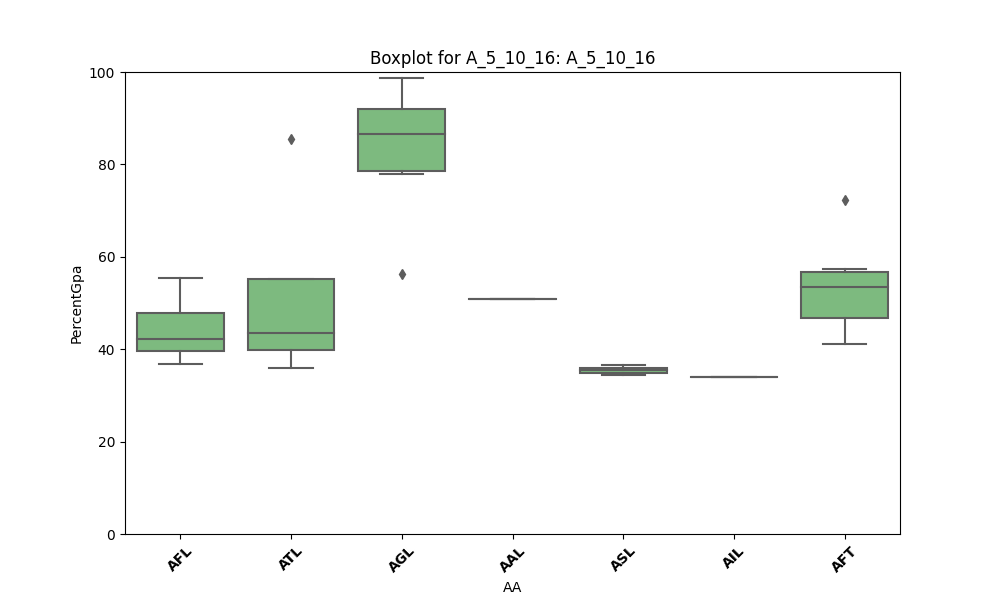 Boxplot for A_5_10_16: A_5_10_16
100
80
60
40
20
0
PercentGpa
AFL
ATL
AGL
AAL
ASL
AIL
AFT
AA